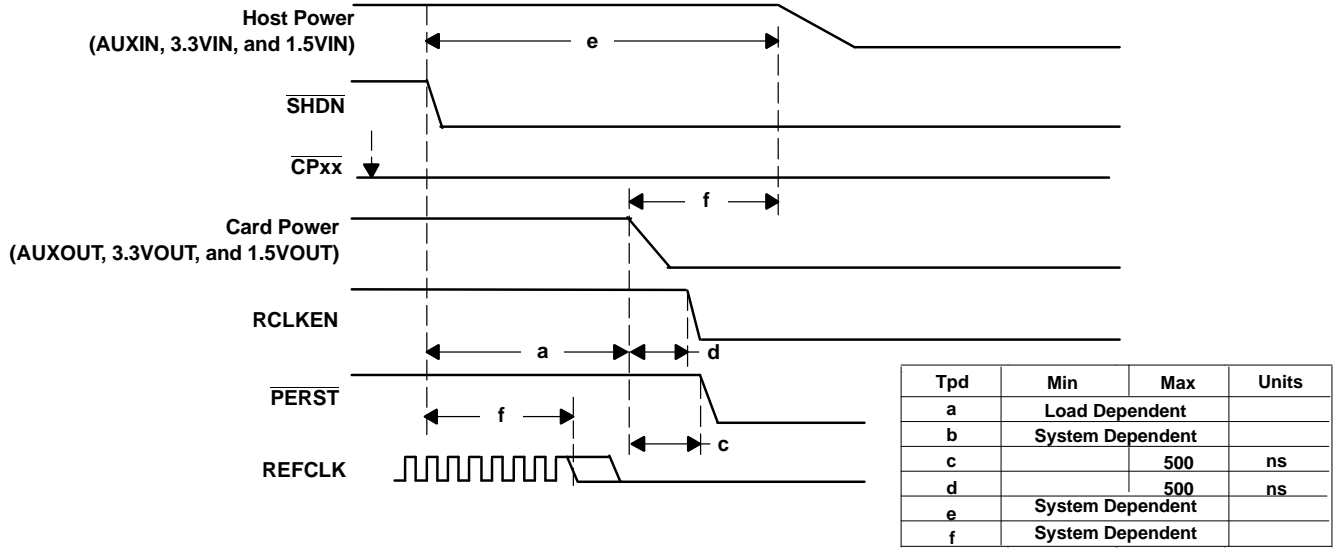 Host Power
(AUXIN, 3.3VIN, and 1.5VIN)
e
SHDN
CPxx
f
Card Power
(AUXOUT, 3.3VOUT, and 1.5VOUT)
RCLKEN
a
d
PERST
f
c
REFCLK
Tpd Min Max Units
a Load Dependent
b System Dependent
c 500 ns
d 500 ns
e System Dependent
f System Dependent